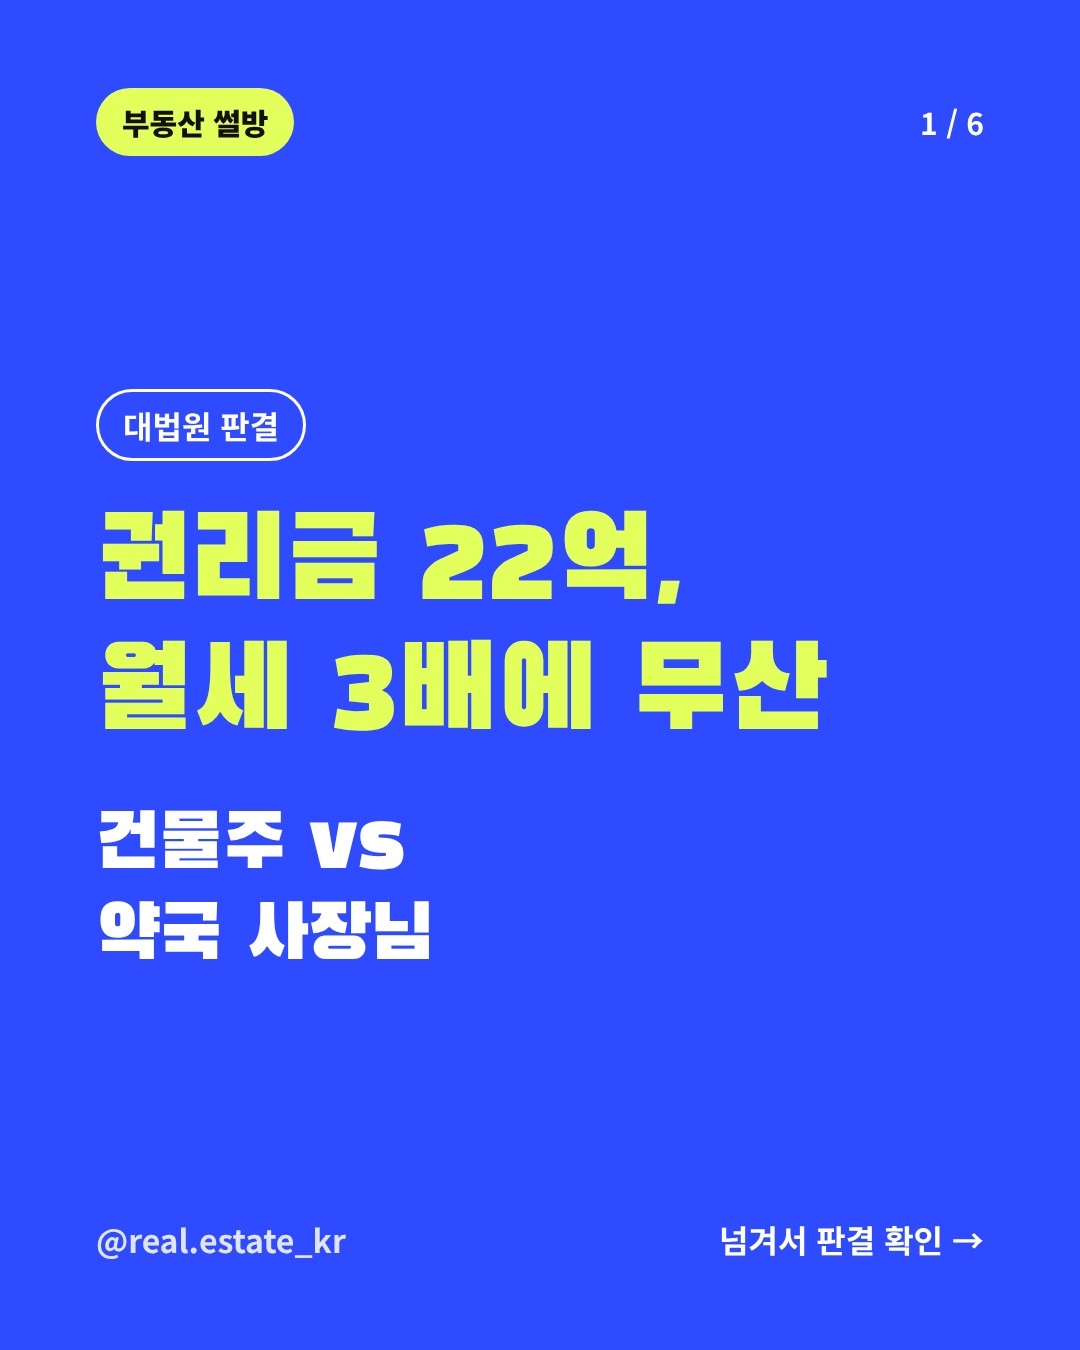 부동산 썰방
1 / 6
대법원 판결
권리금 22억,
월세 3배에 무산
건물주 vs
약국 사장님
@real.estate_kr
넘겨서 판결 확인 →